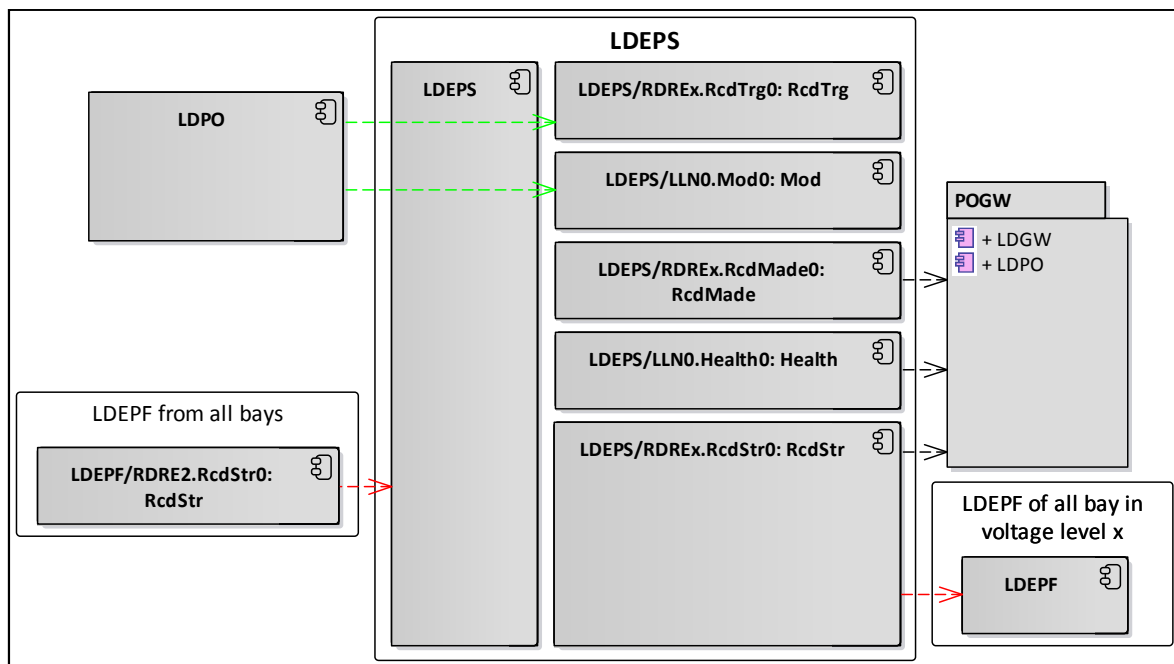 LDEPS
LDPO
LDEPS
LDEPS/RDREx.RcdTrg0: RcdTrg
LDEPS/LLN0.Mod0: Mod
LDEPS/RDREx.RcdMade0:
RcdMade
LDEPS/LLN0.Health0: Health
LDEPS/RDREx.RcdStr0: RcdStr
POGW
+ LDGW
+ LDPO
LDEPF from all bays
LDEPF/RDRE2.RcdStr0:
RcdStr
LDEPF of all bay in
voltage level x
LDEPF